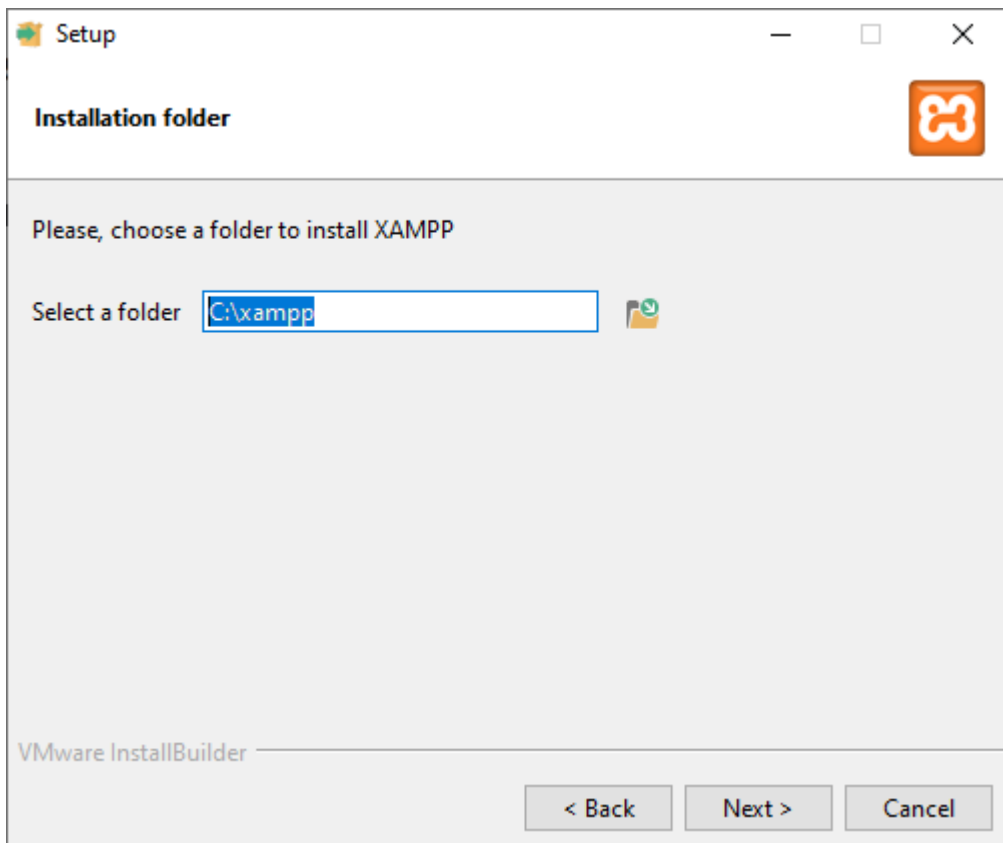 Setup
Installation folder
Please, choose a folder to install XAMPP
Select a folder C:\xampp
VMware InstallBuilder
< Back Next > Cancel